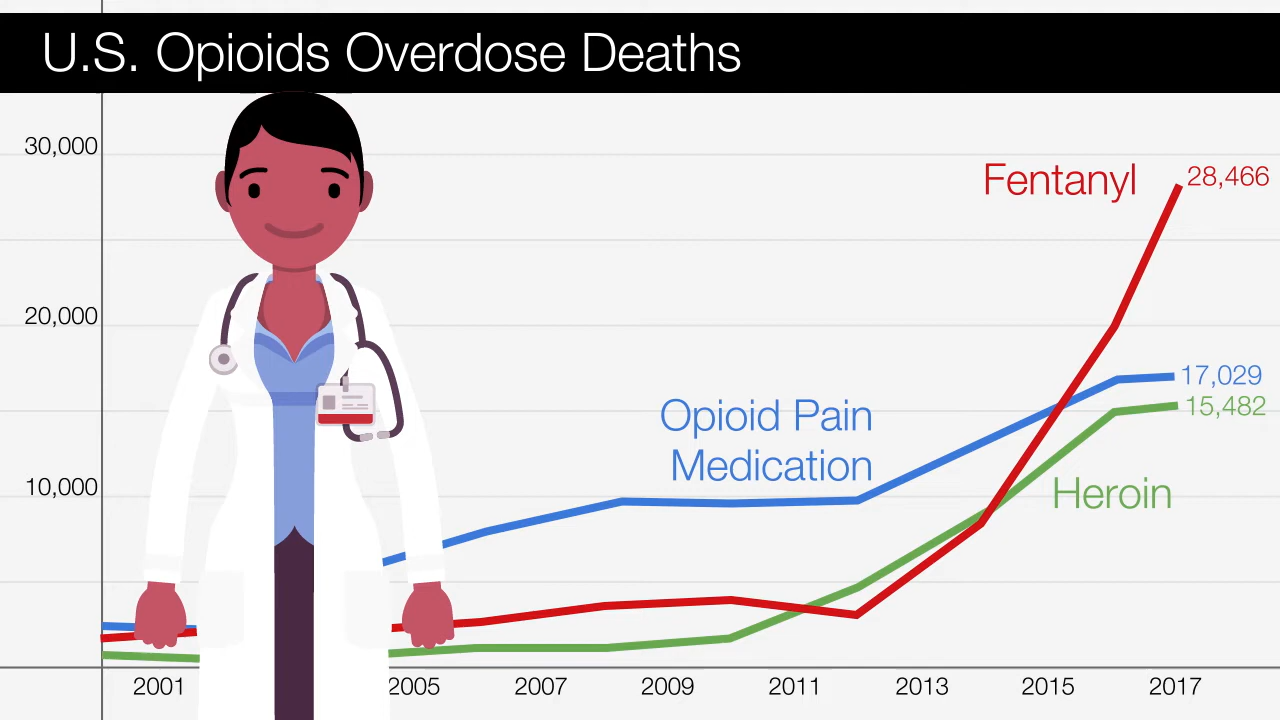 U.S. Opioids Overdose Deaths
30,000
Fentanyl
28,466
20,000
17,029
Opioid Pain
15,482
Medication
10,000
Heroin
2001
2005
2007
2009
2011
2013
2015
2017